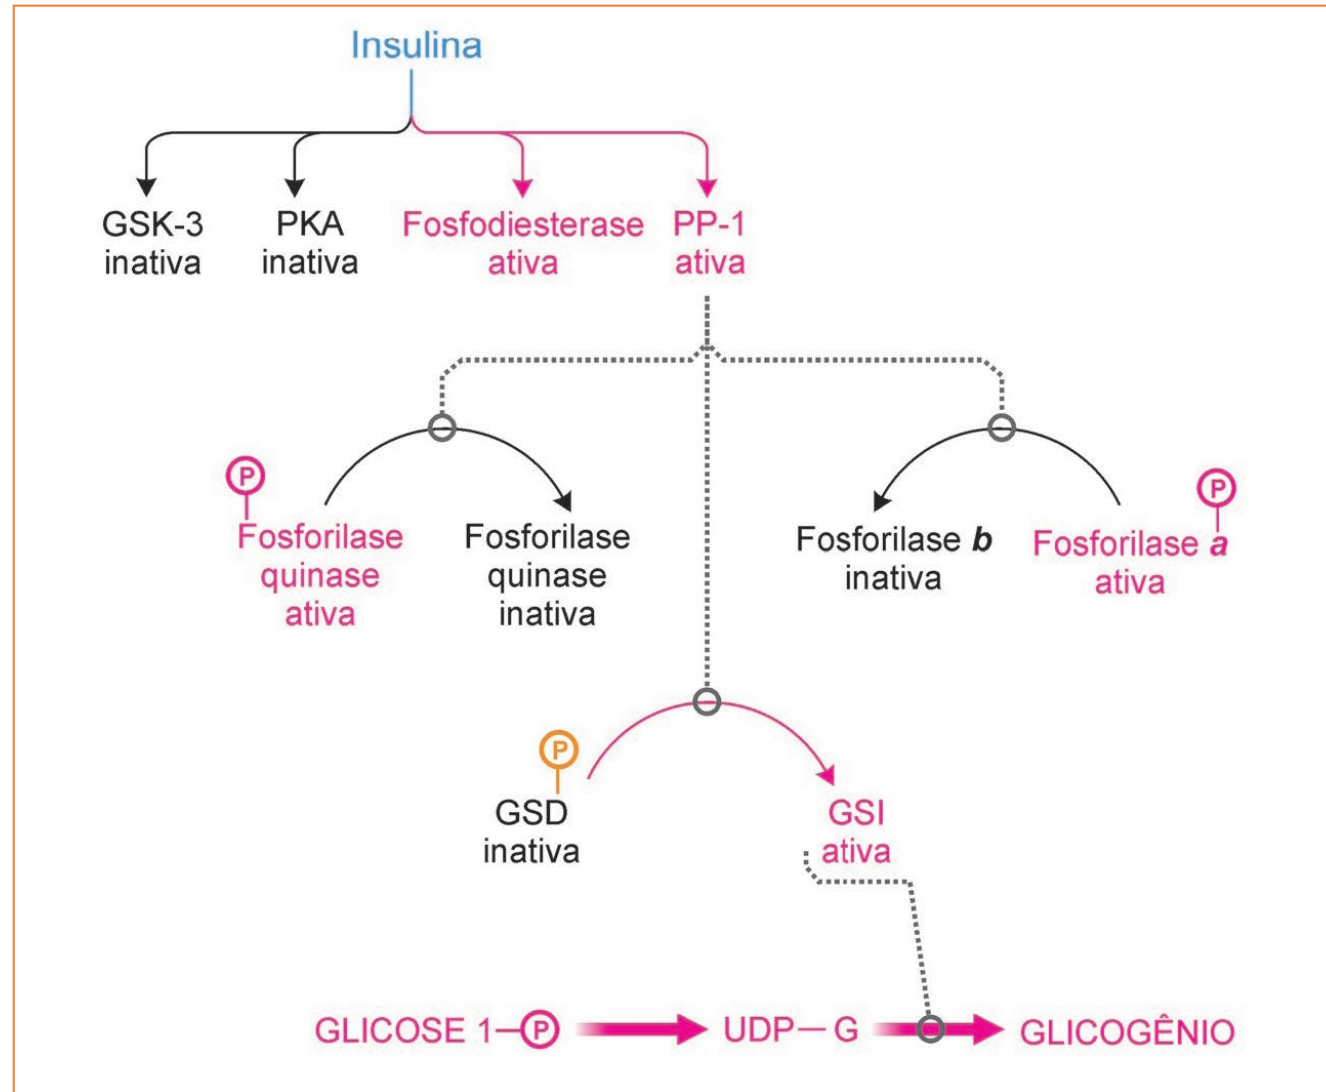 Insulina
GSK-3
inativa
PKA
inativa
Fosfodiesterase
ativa
PP-1
ativa
P
Fosforilase
quinase
ativa
Fosforilase
quinase
inativa
Fosforilase b
inativa
P
Fosforilase a
ativa
P
GSD
inativa
GSI
ativa
GLICOSE 1—P
UDP—G
GLICOGÊNIO